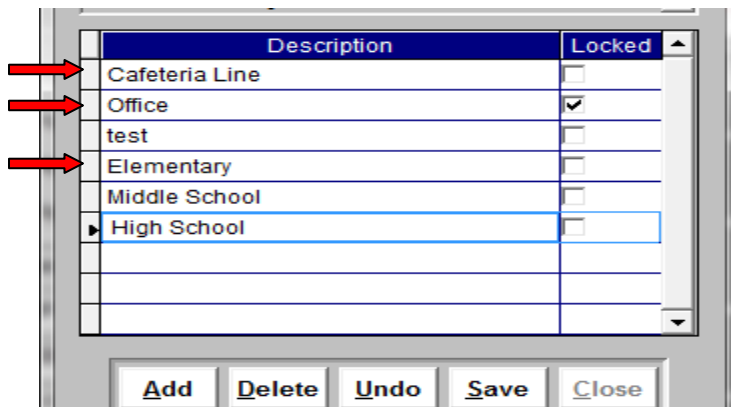 Description Locked
Cafeteria Line
Office
test
Elementary
Middle School
High School
Add Delete Undo Save Close